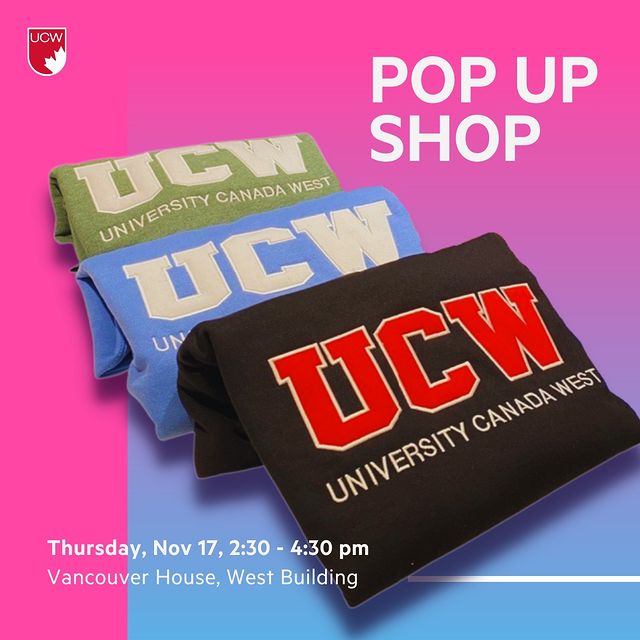 UCW
POP UP
SHOP
UCW
UNIVERSITY CANADA WEST
UCW
UN
UCW
UNIVERSITY CANADA WEST
Thursday, Nov 17, 2:30 - 4:30 pm
Vancouver House, West Building